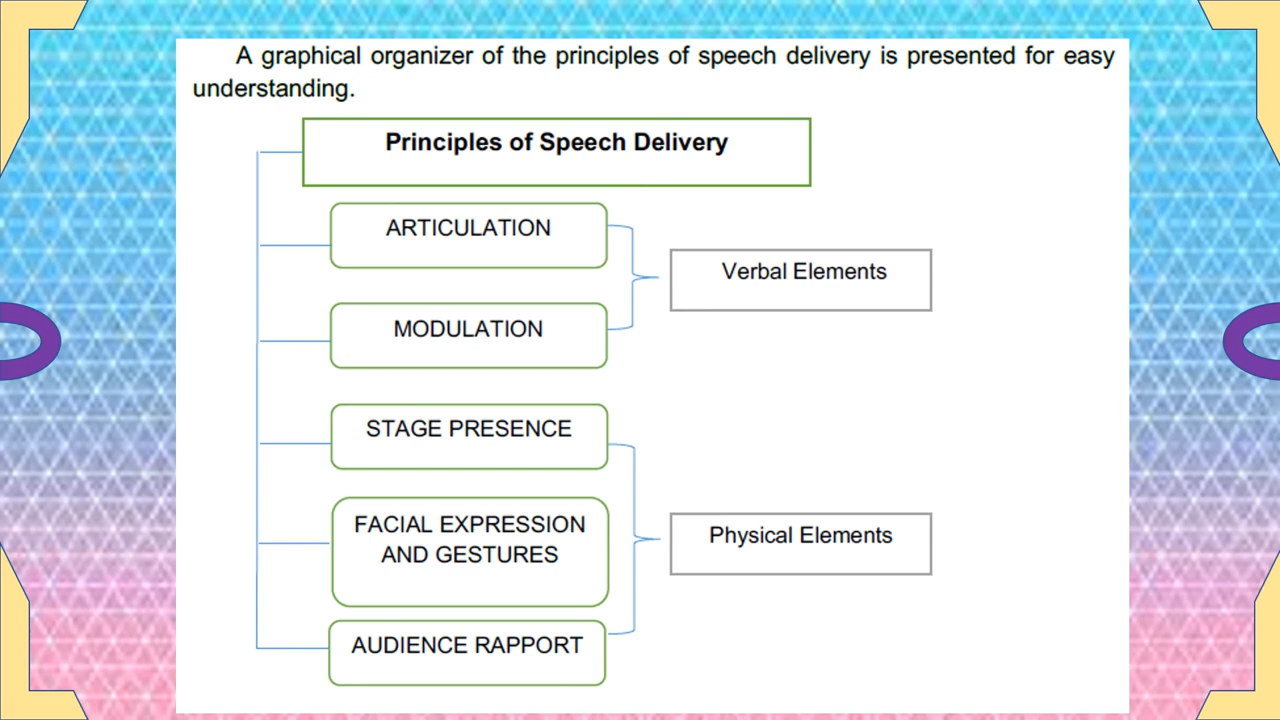 A graphical organizer of the principles of speech delivery is presented for easy
understanding.
Principles of Speech Delivery
ARTICULATION
Verbal Elements
MODULATION
STAGE PRESENCE
FACIAL EXPRESSION
AND GESTURES
Physical Elements
AUDIENCE RAPPORT